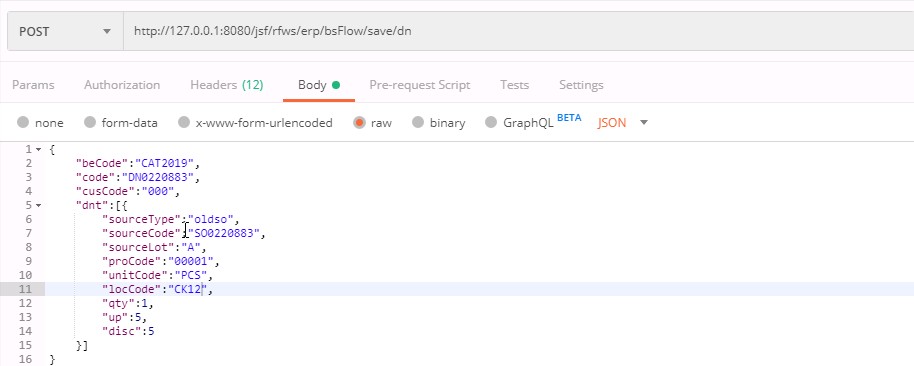 POST http://127.0.0.1:8080/jsf/rfws/erp/bsFlow/save/dn
Params Authorization Headers (12) Body Pre-request Script Tests Settings
none form-data x-www-form-urlencoded raw binary GraphQL BETA JSON
1 {
2 "beCode":"CAT2019",
3 "code":"DN0220883",
4 "cusCode":"000",
5 "dnt":[{
6 "sourceType":"oldso",
7 "sourceCode":"SO0220883",
8 "sourceLot":"A",
9 "proCode":"00001",
10 "unitCode":"PCS",
11 "locCode":"CK12",
12 "qty":1,
13 "up":5,
14 "disc":5
15 }]
16 }